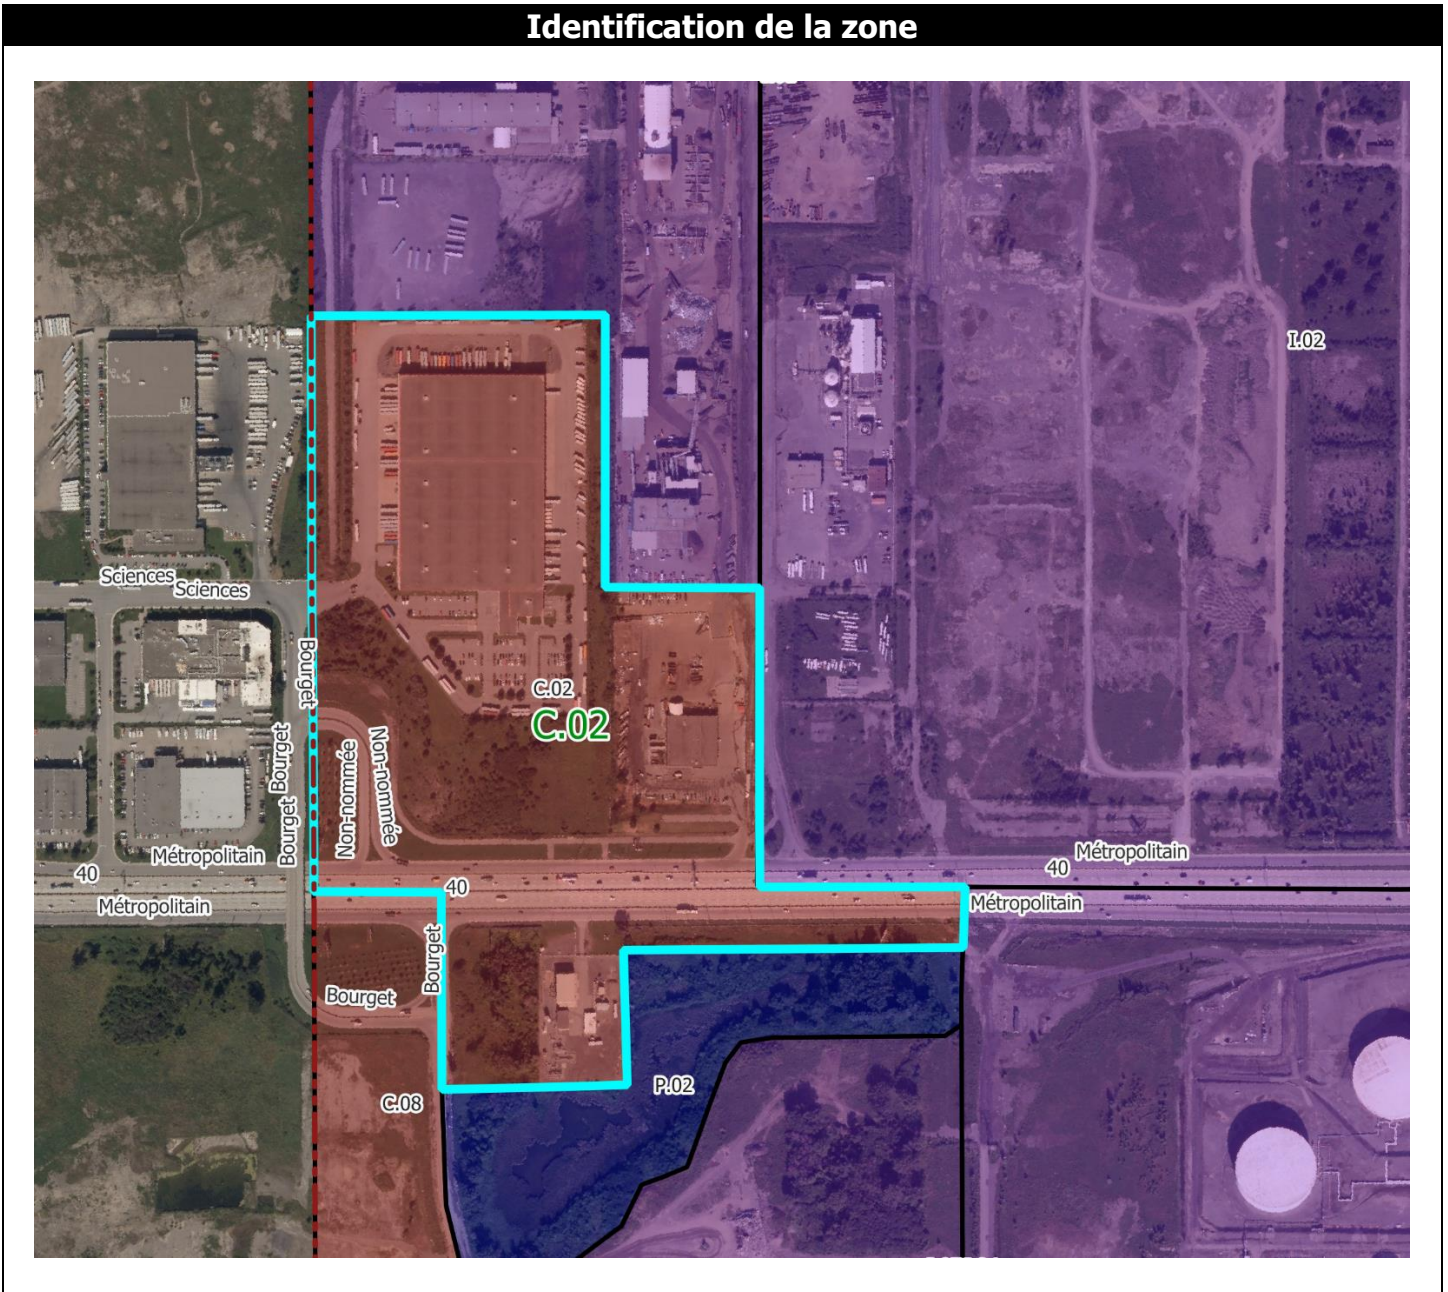 Identification de la zone
I.02
Sciences
Sciences
Bourget
C.02
C.02
Bourget
Non-nommée
Non-nommée
Bourget
Métropolitain
Métropolitain
40
40
40
Métropolitain
Métropolitain
Bourget
Bourget
P.02
C.08